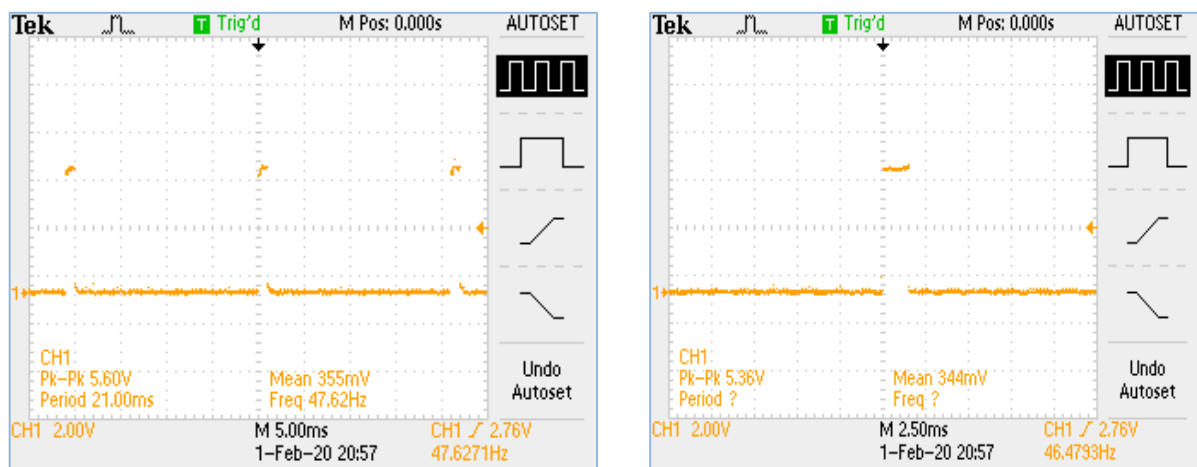 Tek T Trig'd M Pos: 0.000s AUTOSET
1
CH1
Pk-Pk 5.60V Mean 355mV
Period 21.00ms Freq 47.62Hz
Undo
Autoset
CH1 2.00V M 5.00ms CH1 2.76V
1-Feb-20 20:57 47.6271Hz
Tek T Trig'd M Pos: 0.000s AUTOSET
1
CH1
Pk-Pk 5.36V Mean 344mV
Period ? Freq ?
Undo
Autoset
CH1 2.00V M 2.50ms CH1 2.76V
1-Feb-20 20:57 46.4793Hz